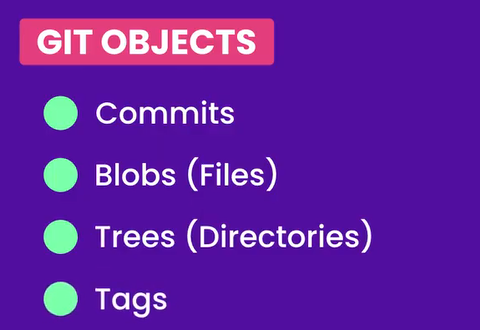 GIT OBJECTS
Commits
Blobs (Files)
Trees (Directories)
Tags